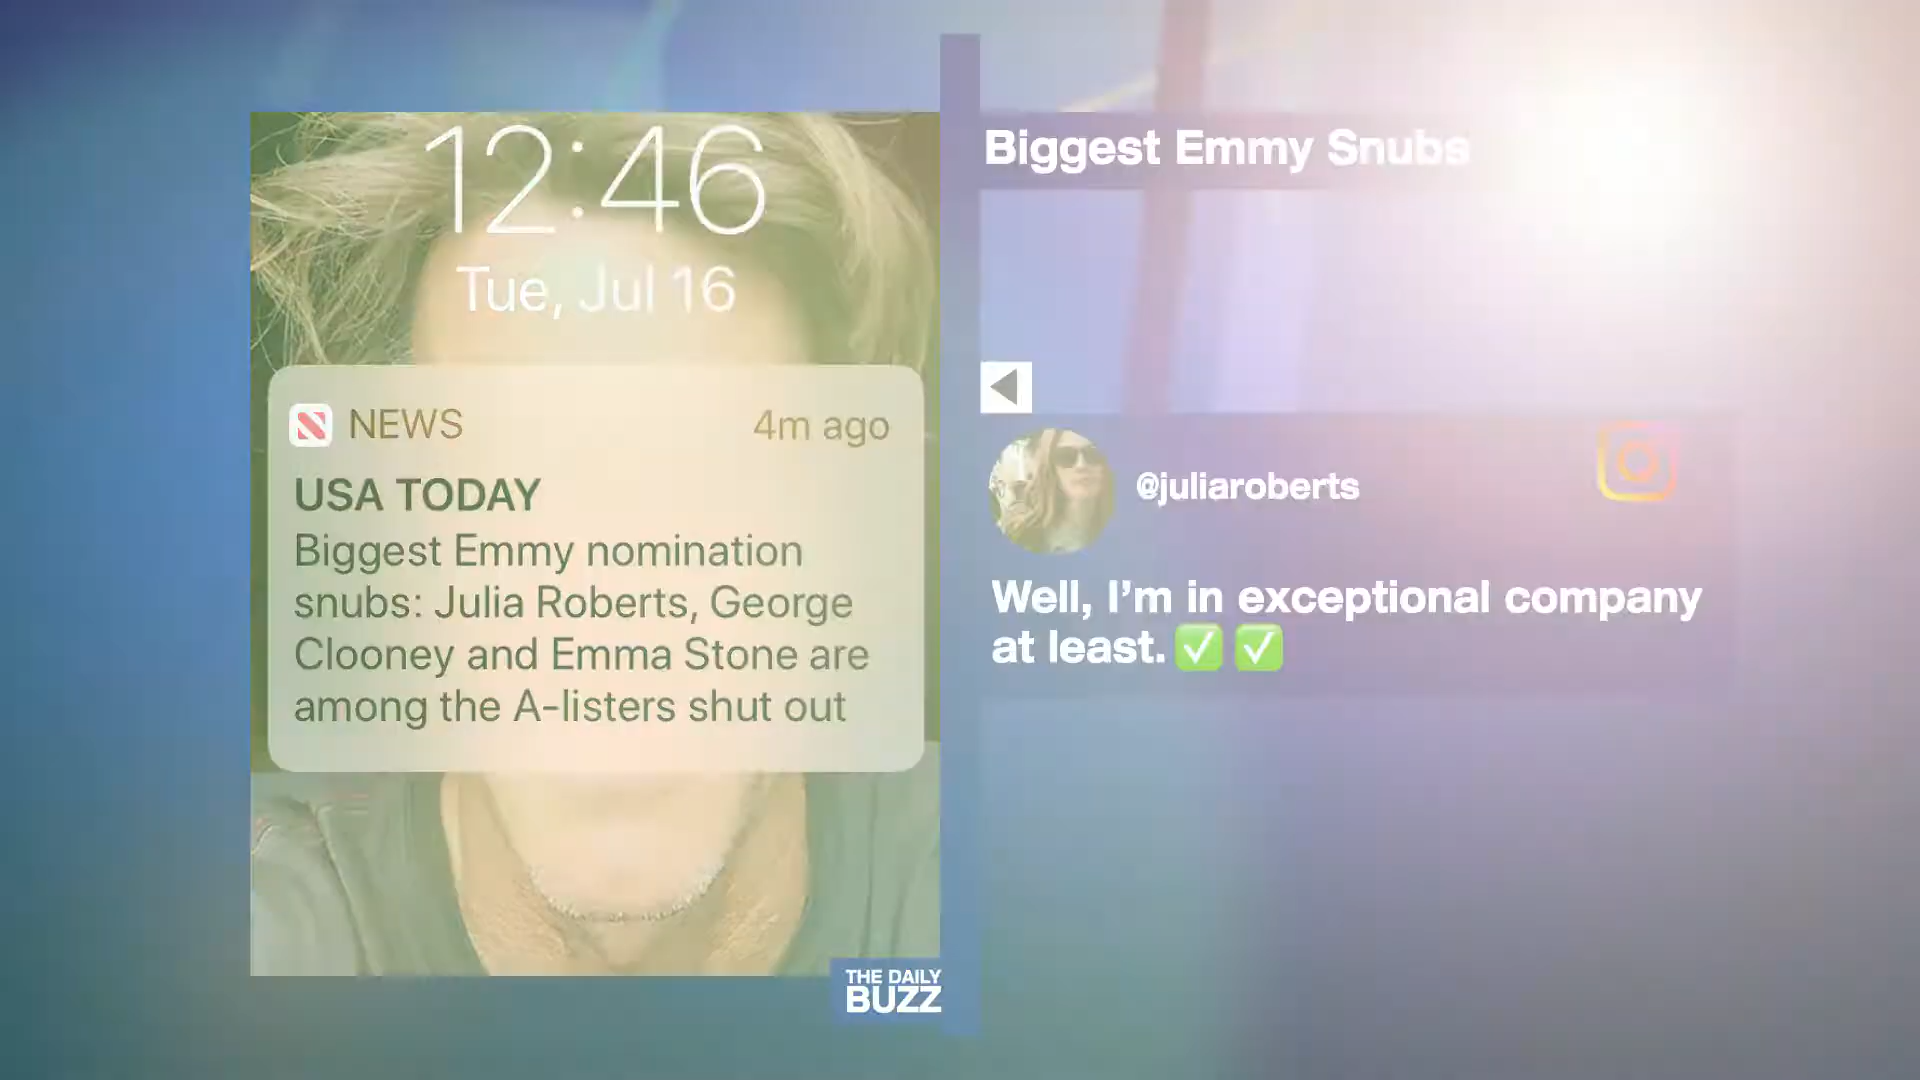 12:46
Tue, Jul 16
NEWS 4m ago
USA TODAY
Biggest Emmy nomination
snubs: Julia Roberts, George
Clooney and Emma Stone are
among the A-listers shut out
THE DAILY
BUZZ
Biggest Emmy Snubs
@juliaroberts
Well, I’m in exceptional company
at least. ✅ ✅